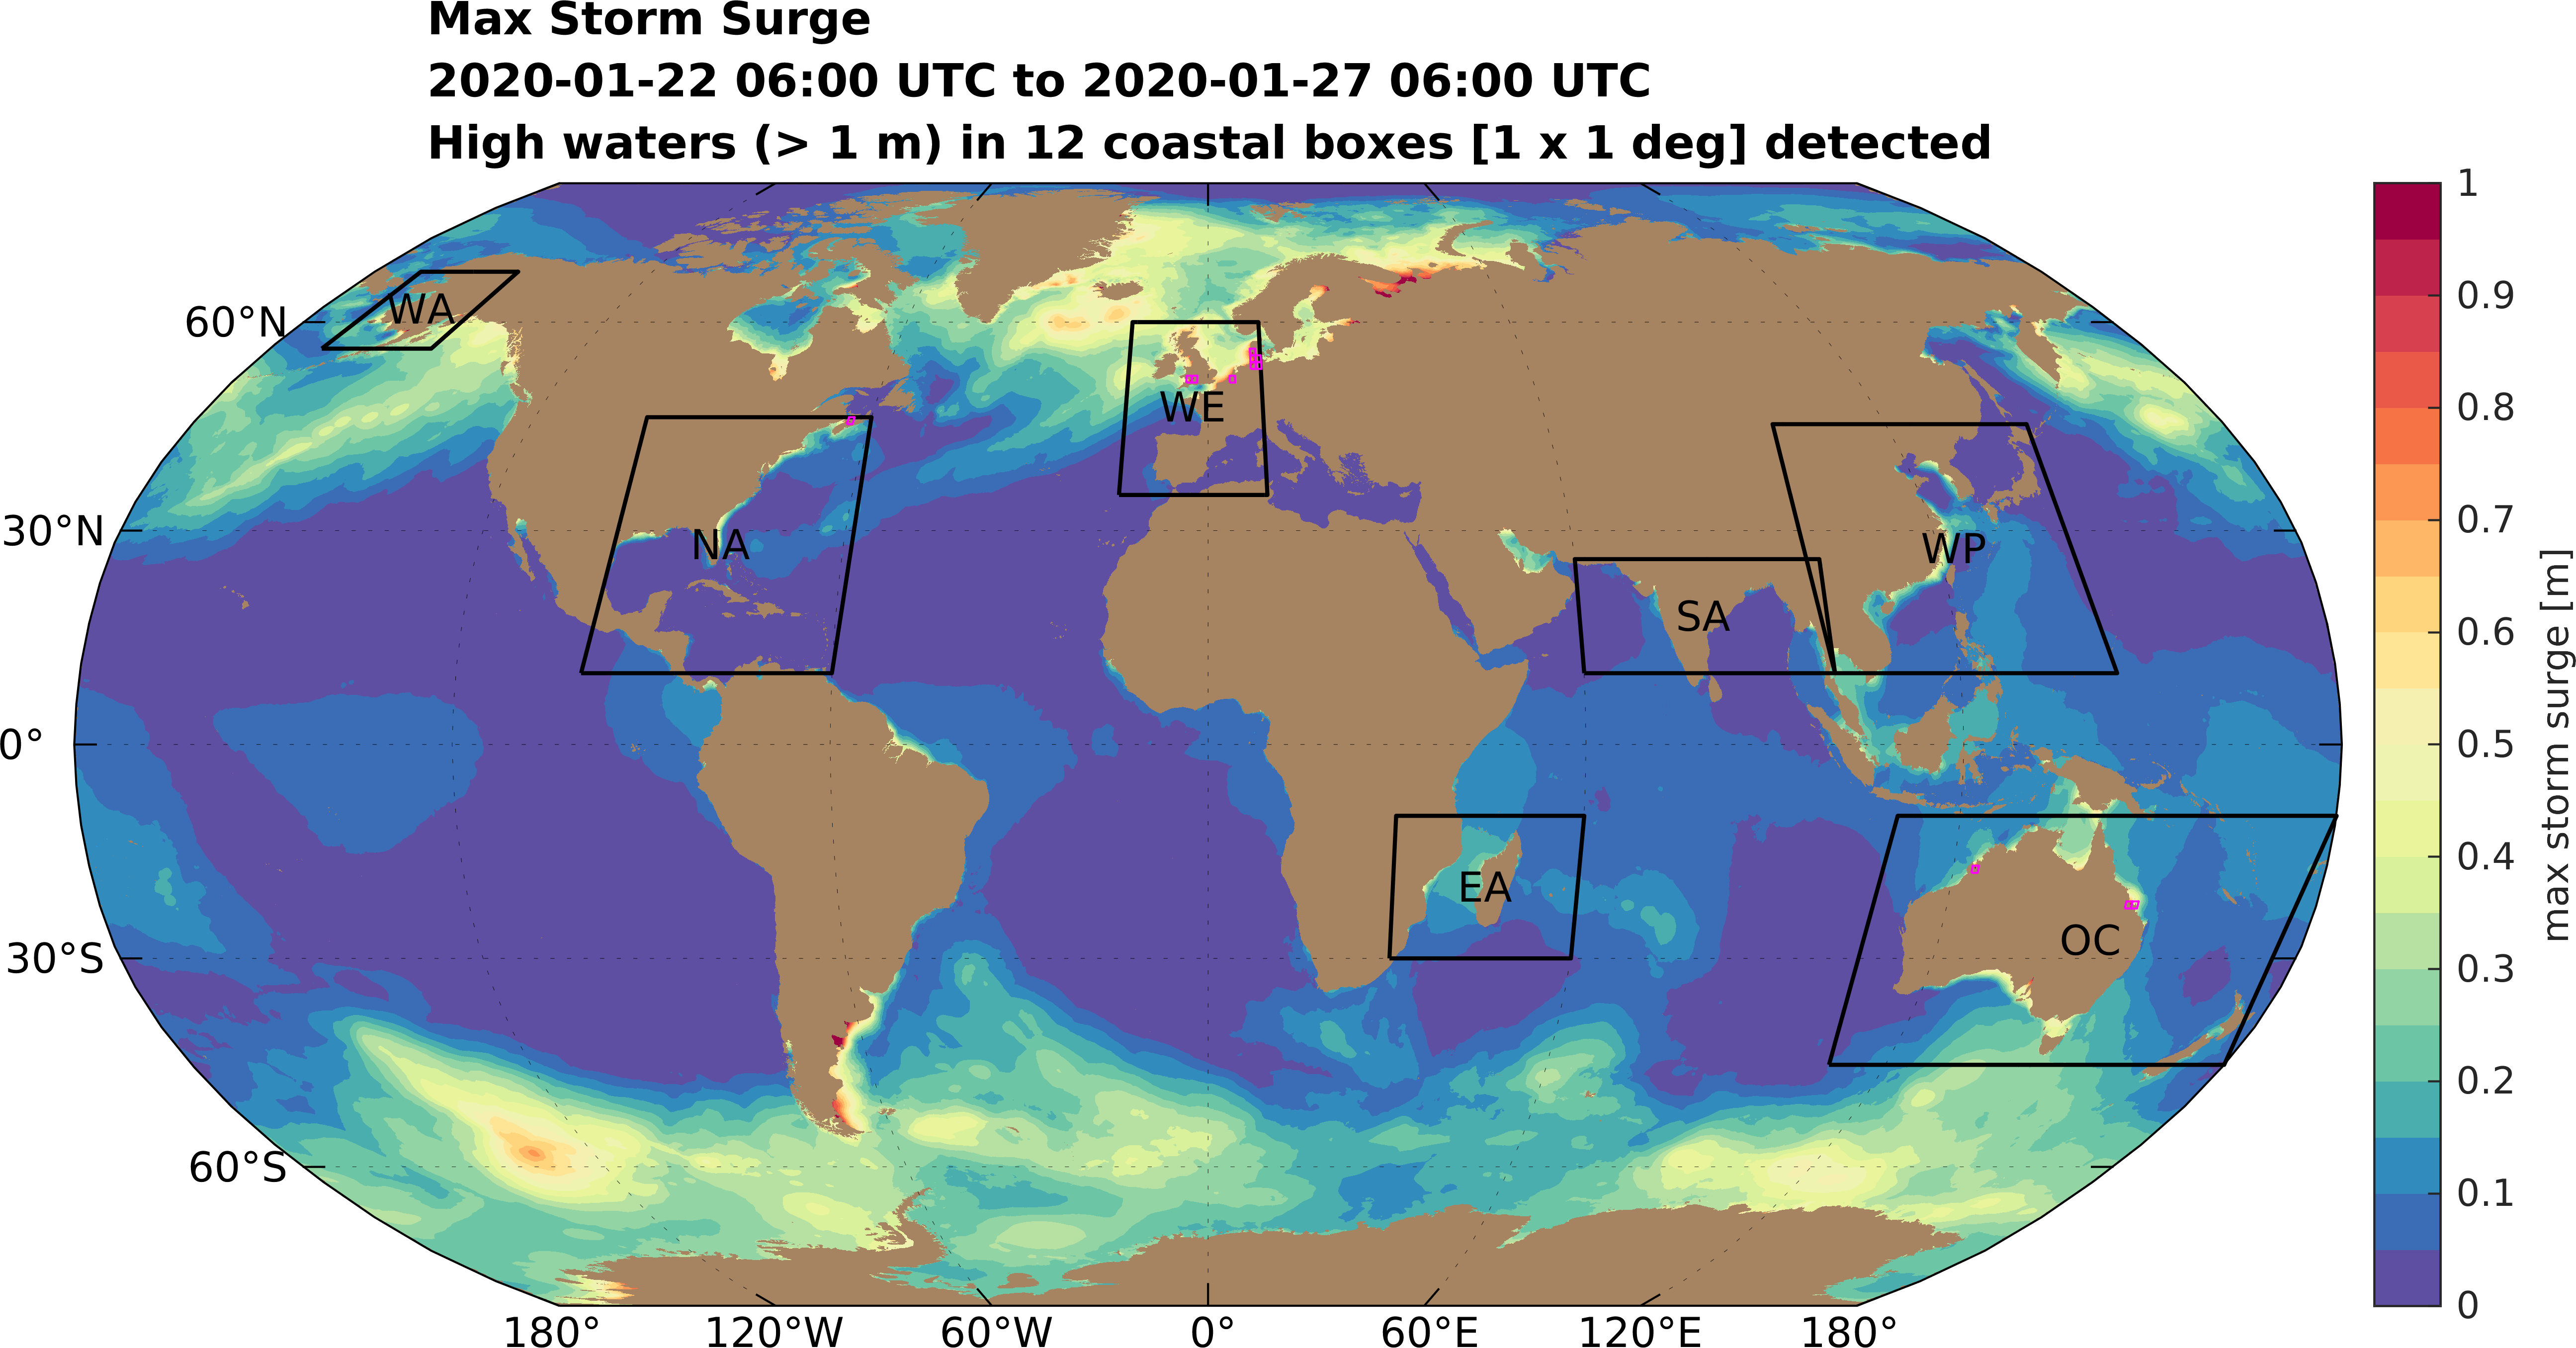 Max Storm Surge
2020-01-22 06:00 UTC to 2020-01-27 06:00 UTC
High waters (> 1 m) in 12 coastal boxes [1 x 1 deg] detected
60°N
30°N
0°
30°S
60°S
180°
120°W
60°W
0°
60°E
120°E
180°
WA
NA
WE
SA
WP
EA
OC
1
0.9
0.8
0.7
0.6
0.5
0.4
0.3
0.2
0.1
0
max storm surge [m]